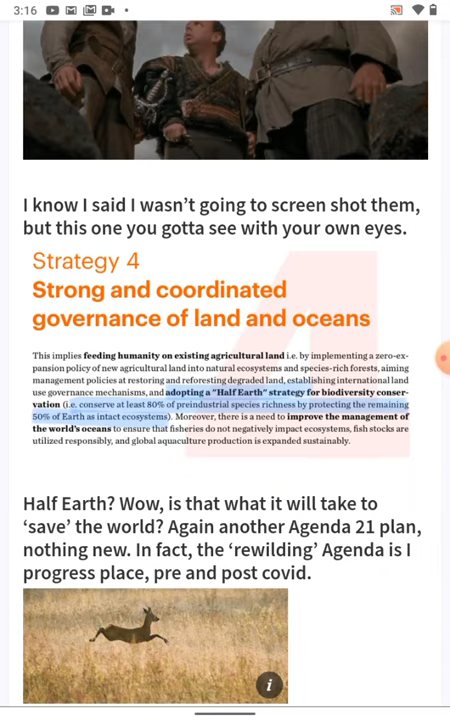 3:16
I know I said I wasn't going to screen shot them,
but this one you gotta see with your own eyes.
Strategy 4
Strong and coordinated
governance of land and oceans
This implies feeding humanity on existing agricultural land i.e. by implementing a zero-ex-
pansion policy of new agricultural land into natural ecosystems and species-rich forests, aiming
management policies at restoring and reforesting degraded land, establishing international land
use governance mechanisms, and adopting a "Half Earth" strategy for biodiversity conser-
vation (i.e. conserve at least 80% of preindustrial species richness by protecting the remaining
50% of Earth as intact ecosystems). Moreover, there is a need to improve the management of
the world's oceans to ensure that fisheries do not negatively impact ecosystems, fish stocks are
utilized responsibly, and global aquaculture production is expanded sustainably.
Half Earth? Wow, is that what it will take to
'save' the world? Again another Agenda 21 plan,
nothing new. In fact, the 'rewilding' Agenda is I
progress place, pre and post covid.
i